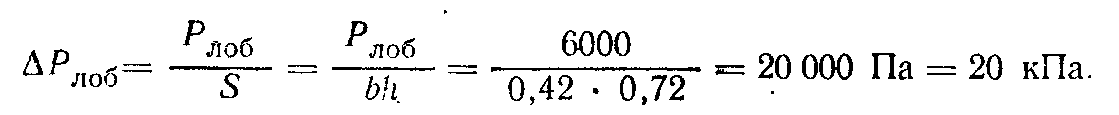 ΔP_лоб = P_лоб / S = P_лоб / bh = 6000 / 0,42 · 0,72 = 20 000 Па = 20 кПа.